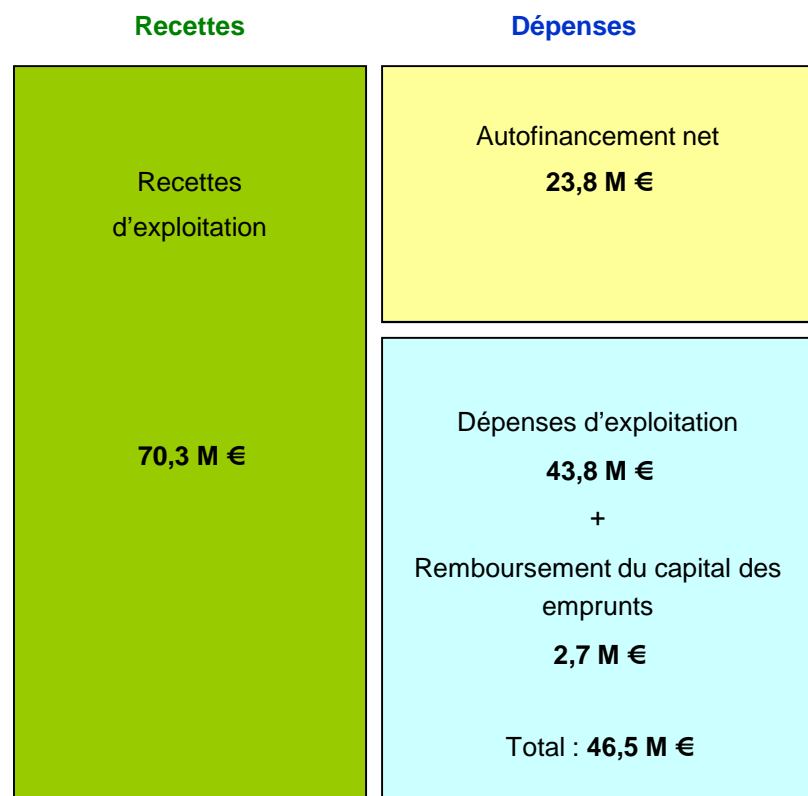 Recettes
Dépenses
Recettes
d’exploitation
70,3 M €
Autofinancement net
23,8 M €
Dépenses d’exploitation
43,8 M €
+
Remboursement du capital des
emprunts
2,7 M €
Total : 46,5 M €